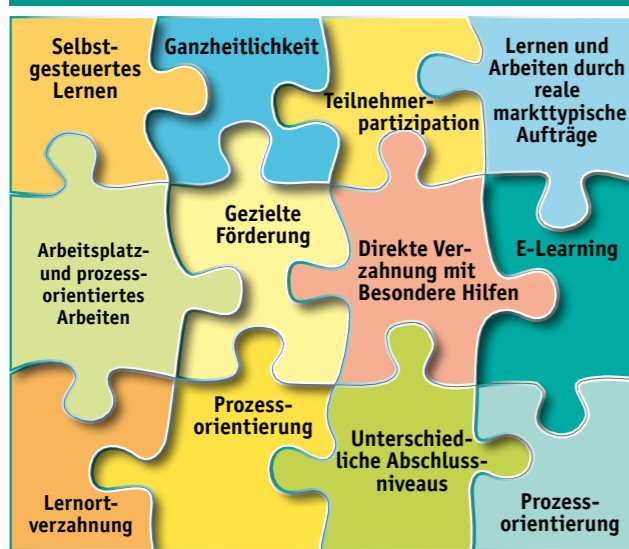 Selbst-
gesteuertes
Lernen
Ganzheitlichkeit
Teilnehmer-
partizipation
Lernen und
Arbeiten durch
reale
markttypische
Aufträge
Arbeitsplatz-
und prozess-
orientiertes
Arbeiten
Gezielte
Förderung
Direkte Ver-
zahnung mit
Besondere Hilfen
E-Learning
Lernort-
verzahnung
Prozess-
orientierung
Unterschied-
liche Abschluss-
niveaus
Prozess-
orientierung